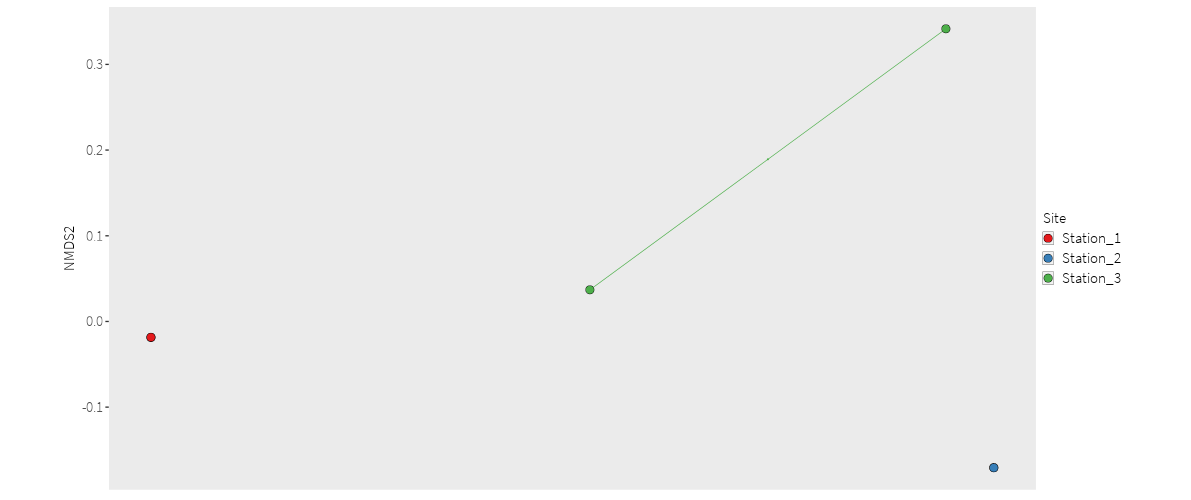 0.3
0.2
0.1
0.0
-0.1
NMDS2
Site
Station_1
Station_2
Station_3